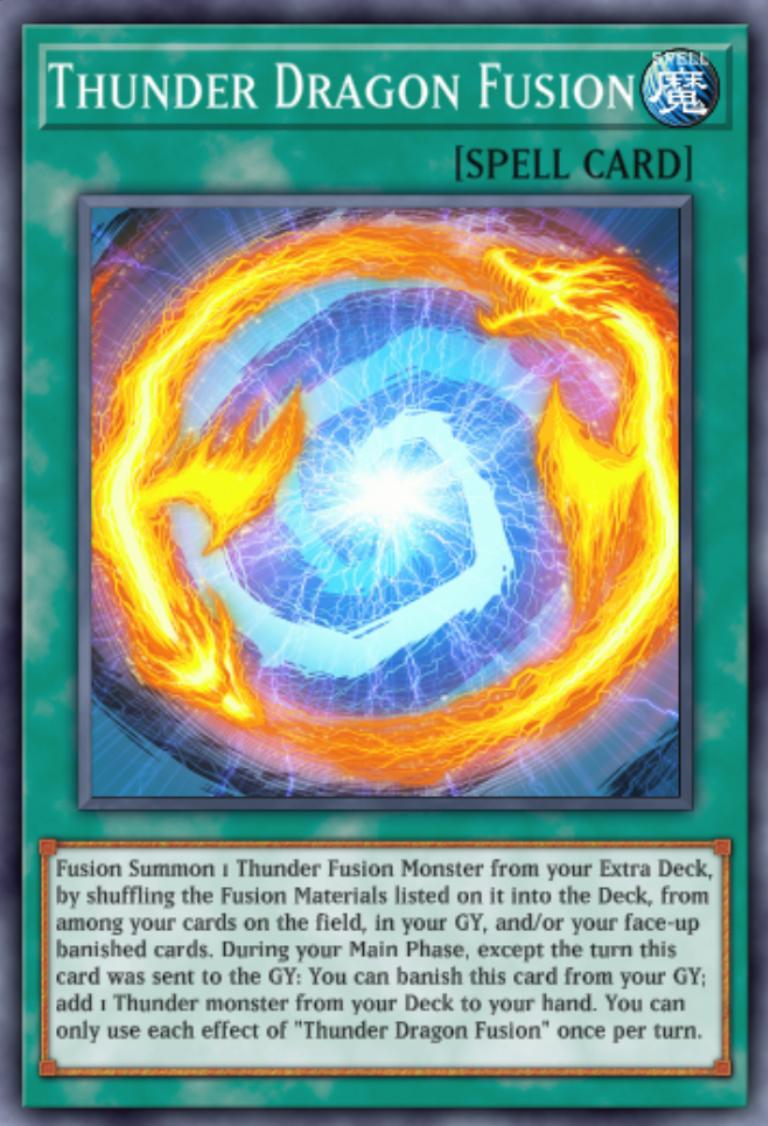 THUNDER DRAGON FUSION
SPELL
魔
[SPELL CARD]
Fusion Summon 1 Thunder Fusion Monster from your Extra Deck,
by shuffling the Fusion Materials listed on it into the Deck, from
among your cards on the field, in your GY, and/or your face-up
banished cards. During your Main Phase, except the turn this
card was sent to the GY: You can banish this card from your GY;
add 1 Thunder monster from your Deck to your hand. You can
only use each effect of "Thunder Dragon Fusion" once per turn.